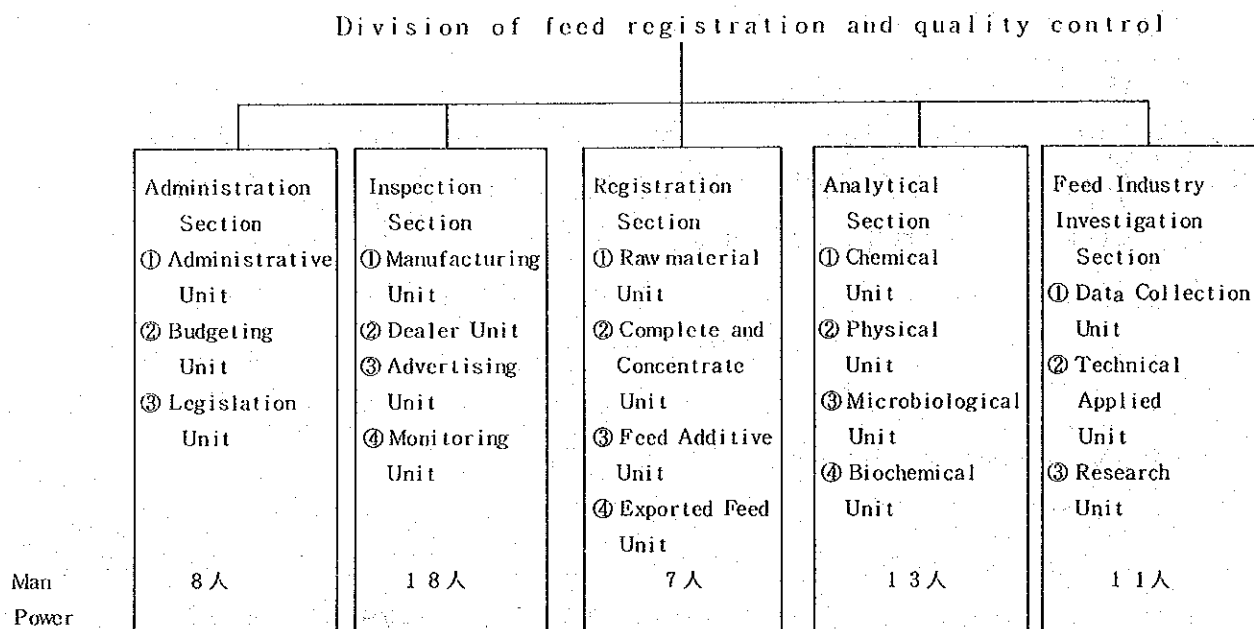 Division of feed registration and quality control
Administration
Section
① Administrative
Unit
② Budgeting
Unit
③ Legislation
Unit
Inspection
Section
① Manufacturing
Unit
② Dealer Unit
③ Advertising
Unit
④ Monitoring
Unit
Registration
Section
① Raw material
Unit
② Complete and
Concentrate
Unit
③ Feed Additive
Unit
④ Exported Feed
Unit
Analytical
Section
① Chemical
Unit
② Physical
Unit
③ Microbiological
Unit
④ Biochemical
Unit
Feed Industry
Investigation
Section
① Data Collection
Unit
② Technical
Applied
Unit
③ Research
Unit
Man
Power
8人
18人
7人
13人
11人